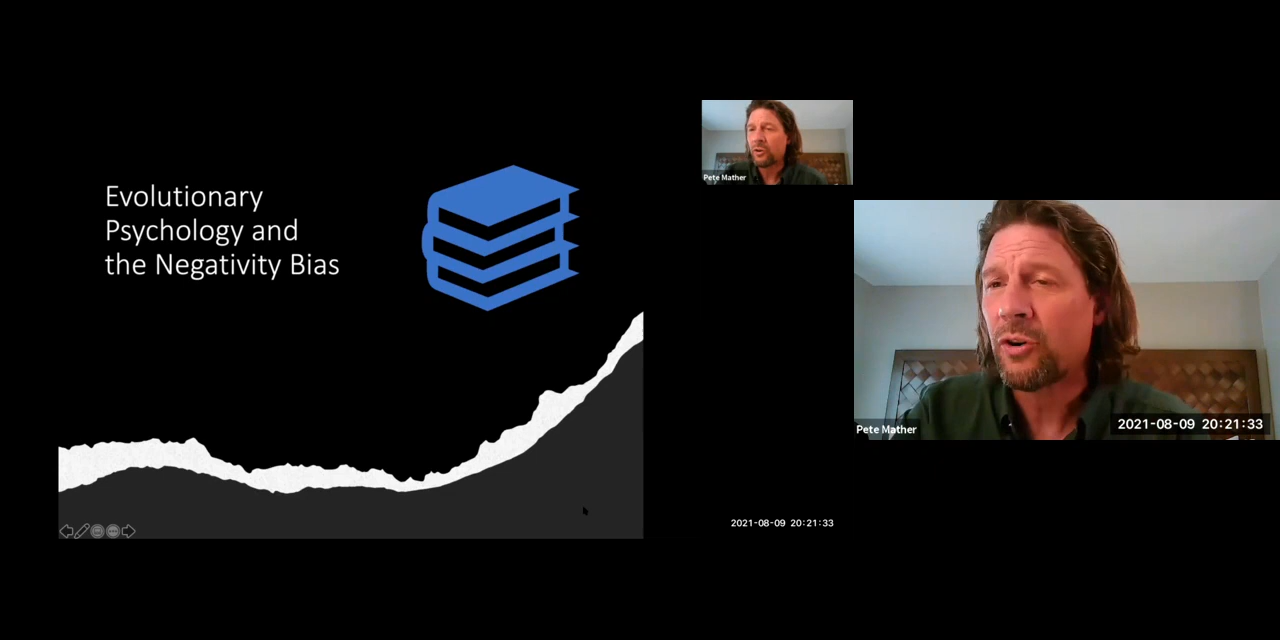 Evolutionary
Psychology and
the Negativity Bias
Pete Mather
Pete Mather
2021-08-09 20:21:33
2021-08-09 20:21:33